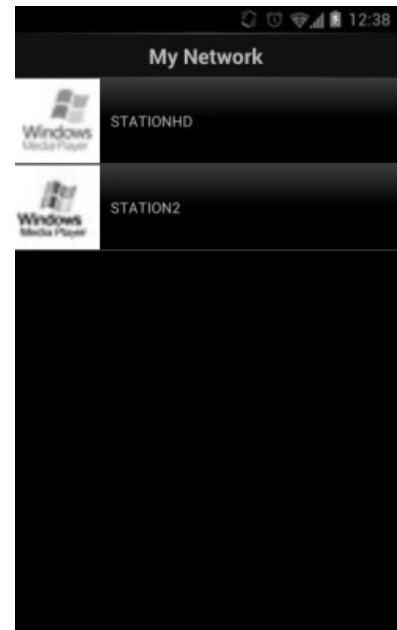 12:38
My Network
Windows
Media Player
STATIONHD
Windows
Media Player
STATION2